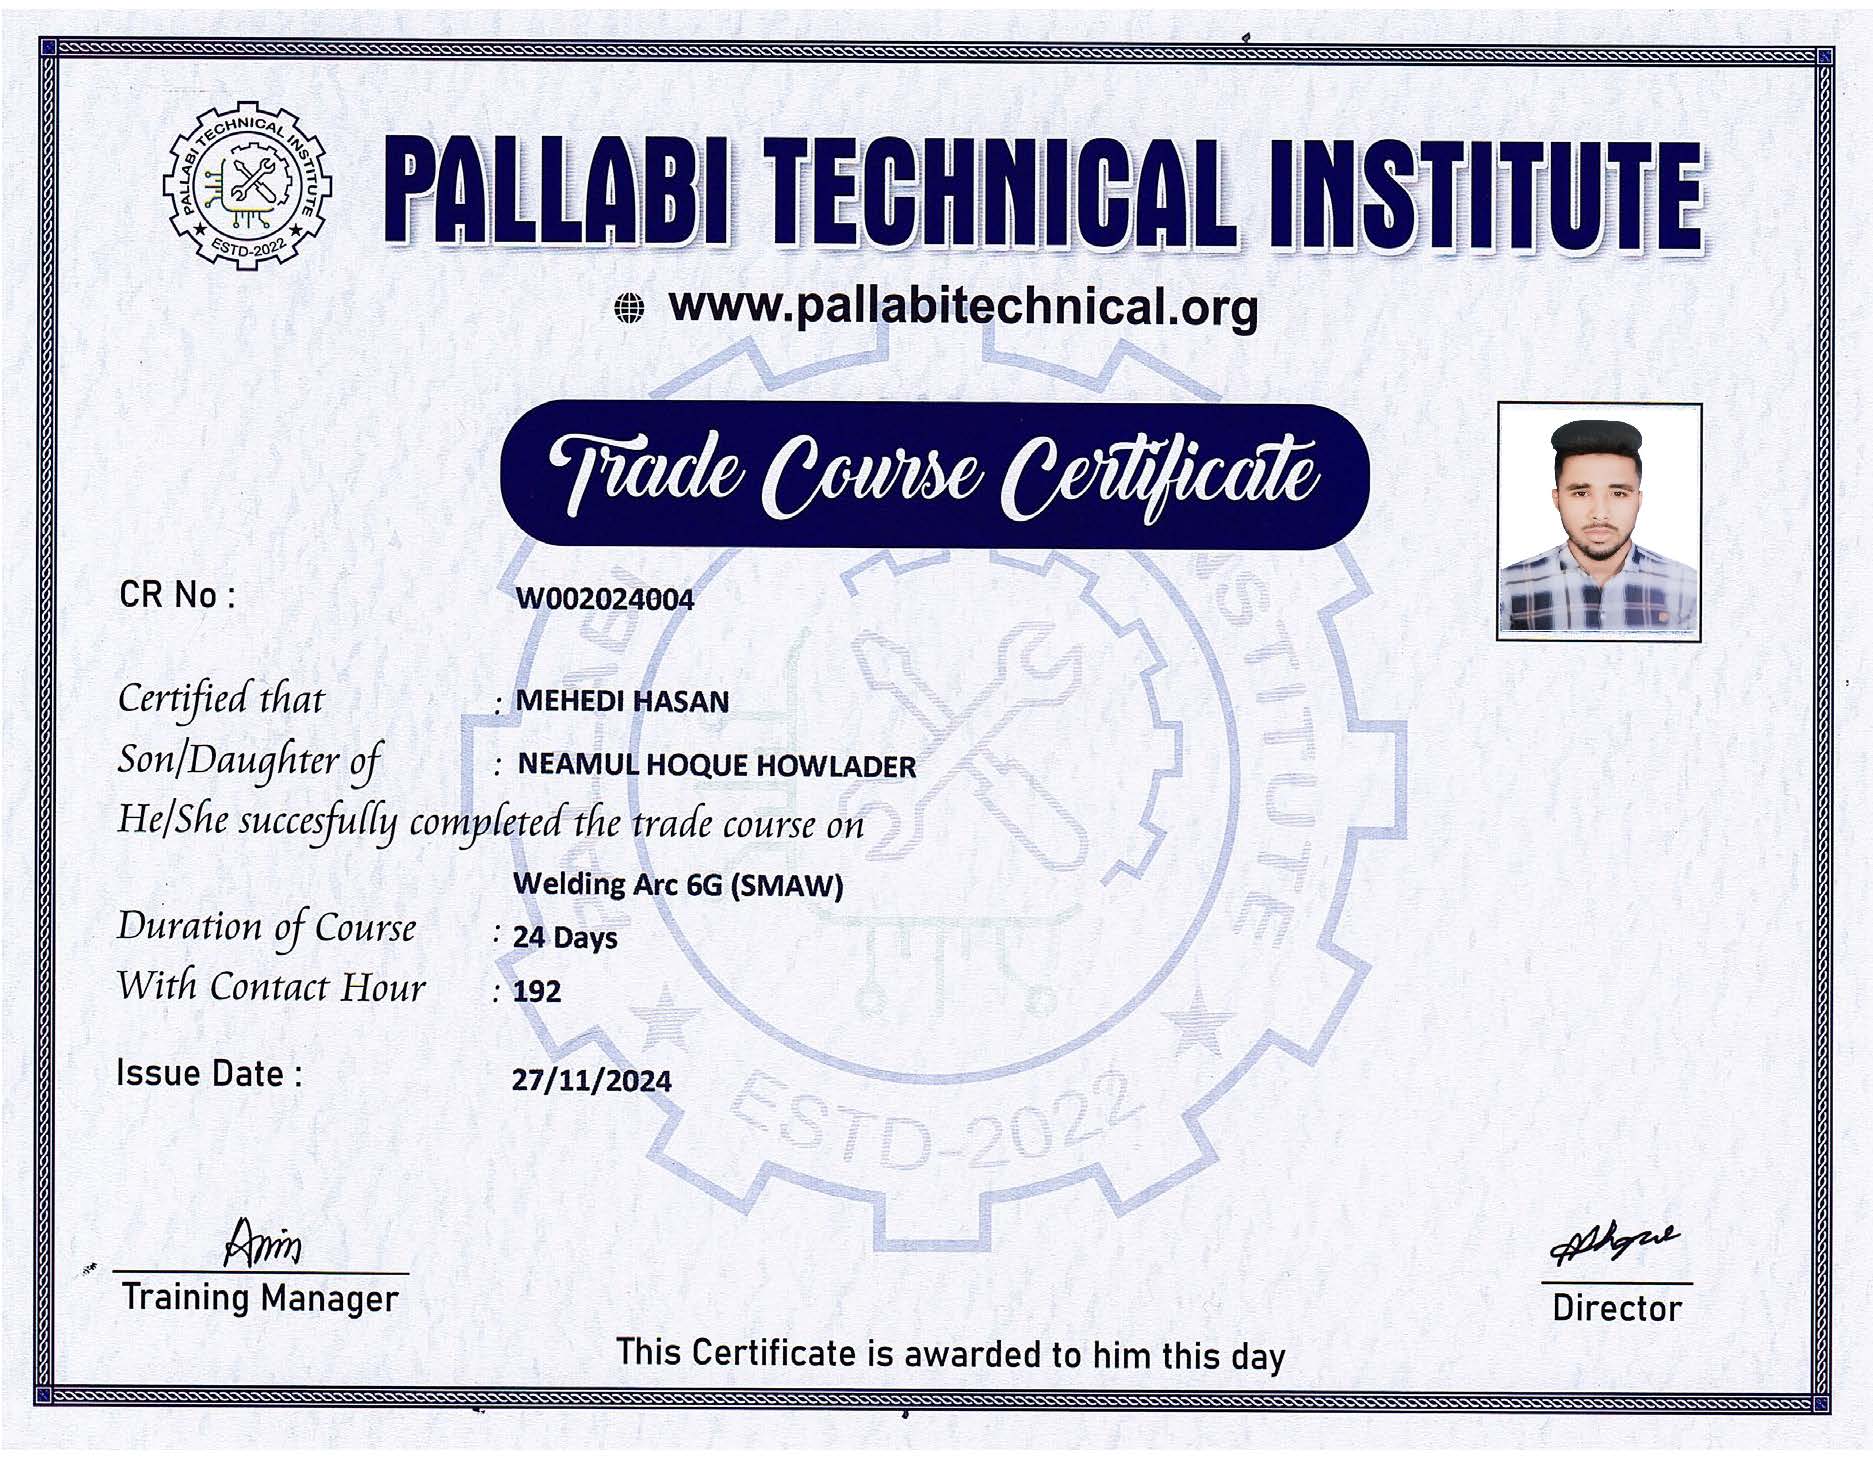 PALLABI TECHNICAL INSTITUTE
ESTD-2022
PALLABI TECHNICAL INSTITUTE
www.pallabitechnical.org
Trade Course Certificate
CR No : W002024004
Certified that : MEHEDI HASAN
Son/Daughter of : NEAMUL HOQUE HOWLADER
He/She succesfully completed the trade course on
Welding Arc 6G (SMAW)
Duration of Course : 24 Days
With Contact Hour : 192
Issue Date : 27/11/2024
ESTD-2022
Training Manager
Director
This Certificate is awarded to him this day